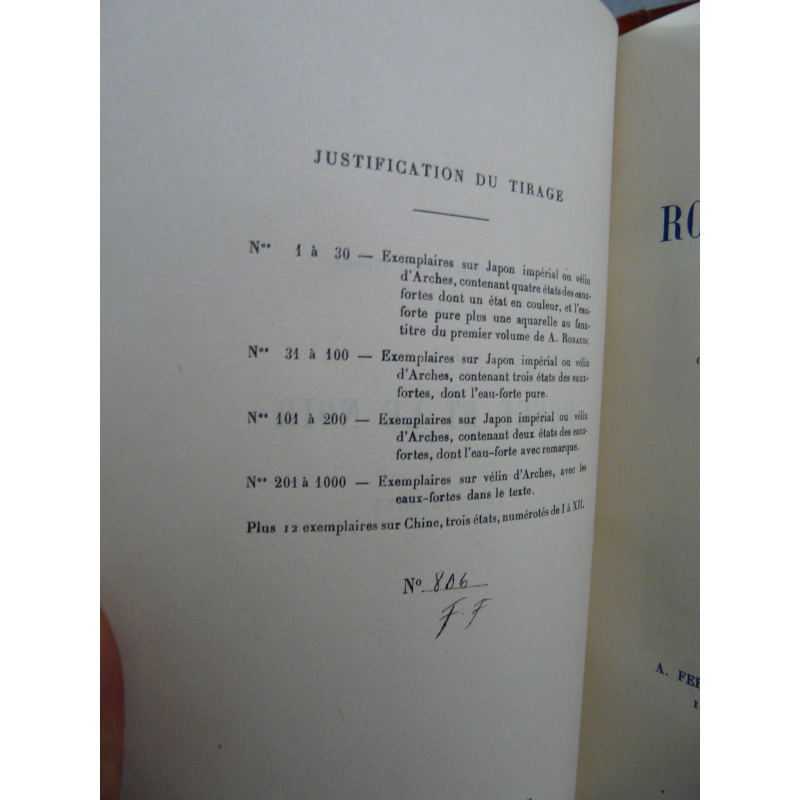 JUSTIFICATION DU TIRAGE
Nos 1 à 30 — Exemplaires sur Japon impérial ou vélin
d'Arches, contenant quatre états des eaux-
fortes dont un état en couleur, et l'eau-
forte pure plus une aquarelle au faux-
titre du premier volume de A. Robaudi.
Nos 31 à 100 — Exemplaires sur Japon impérial ou vélin
d'Arches, contenant trois états des eaux-
fortes, dont l'eau-forte pure.
Nos 101 à 200 — Exemplaires sur Japon impérial ou vélin
d'Arches, contenant deux états des eaux-
fortes, dont l'eau-forte avec remarque.
Nos 201 à 1000 — Exemplaires sur vélin d'Arches, avec les
eaux-fortes dans le texte.
Plus 12 exemplaires sur Chine, trois états, numérotés de I à XII.
No 806
F. F
RO
A. FER